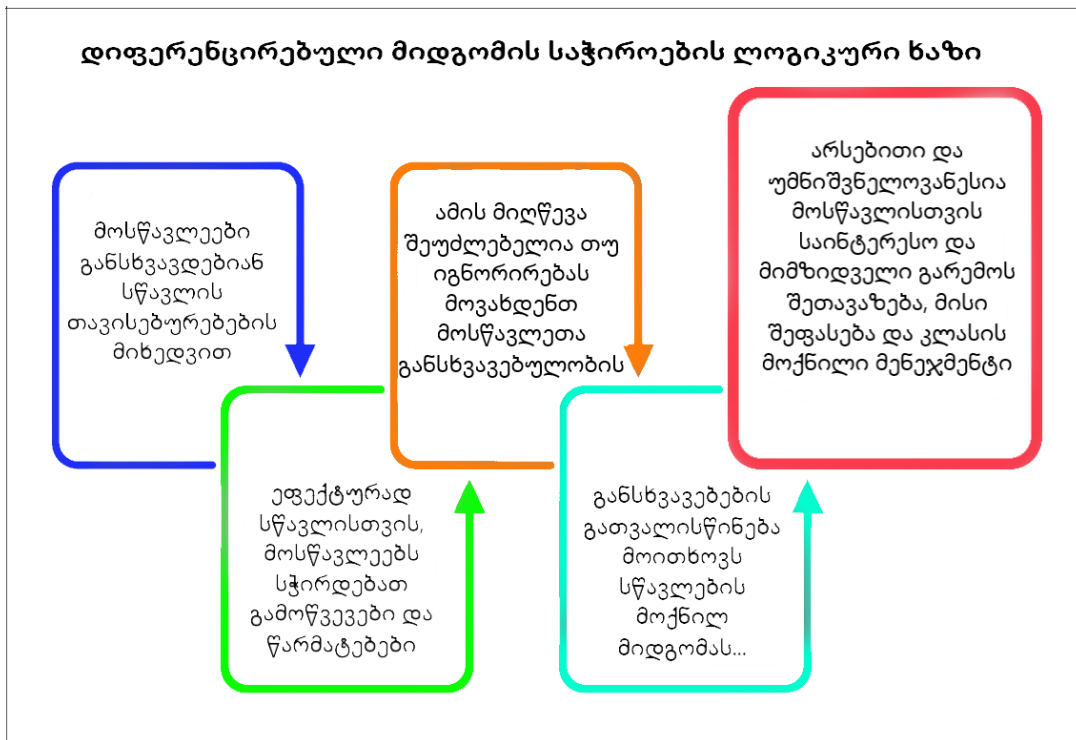 დიფერენცირებული მიდგომის საჭიროების ლოგიკური ხაზი
მოსწავლეები
განსხვავდებიან
სწავლის
თავისებურებების
მიხედვით
ეფექტურად
სწავლისთვის,
მოსწავლეებს
სჭირდებათ
გამოწვევები და
წარმატებები
ამის მიღწევა
შეუძლებელია თუ
იგნორირებას
მოვახდენთ
მოსწავლეთა
განსხვავებულობის
განსხვავებების
გათვალისწინება
მოითხოვს
სწავლების
მოქნილ
მიდგომას...
არსებითი და
უმნიშვნელოვანესია
მოსწავლისთვის
საინტერესო და
მიმზიდველი გარემოს
შეთავაზება, მისი
შეფასება და კლასის
მოქნილი მენეჯმენტი